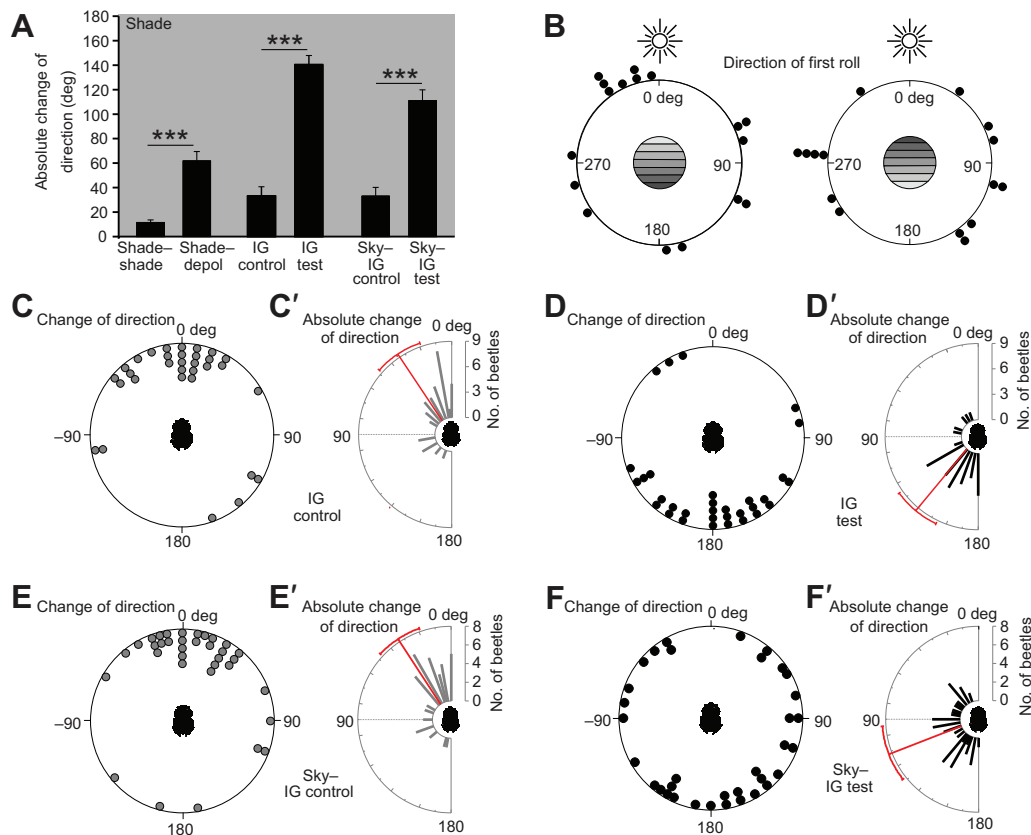 A
Shade
Absolute change of
direction (deg)
180
160
140
120
100
80
60
40
20
0
***
***
***
Shade–
shade
Shade–
depol
IG
control
IG
test
Sky–
IG
control
Sky–
IG
test
B
Direction of first roll
0 deg
90
180
270
0 deg
90
180
270
C
Change of direction
0 deg
–90
90
180
C′
Absolute change
of direction
0 deg
9
6
3
0
No. of beetles
90
180
IG
control
D
Change of direction
0 deg
–90
90
180
D′
Absolute change
of direction
0 deg
9
6
3
0
No. of beetles
90
180
IG
test
E
Change of direction
0 deg
–90
90
180
E′
Absolute change
of direction
0 deg
8
6
4
2
0
No. of beetles
90
180
Sky–
IG control
F
Change of direction
0 deg
–90
90
180
F′
Absolute change
of direction
0 deg
8
6
4
2
0
No. of beetles
90
180
Sky–
IG test